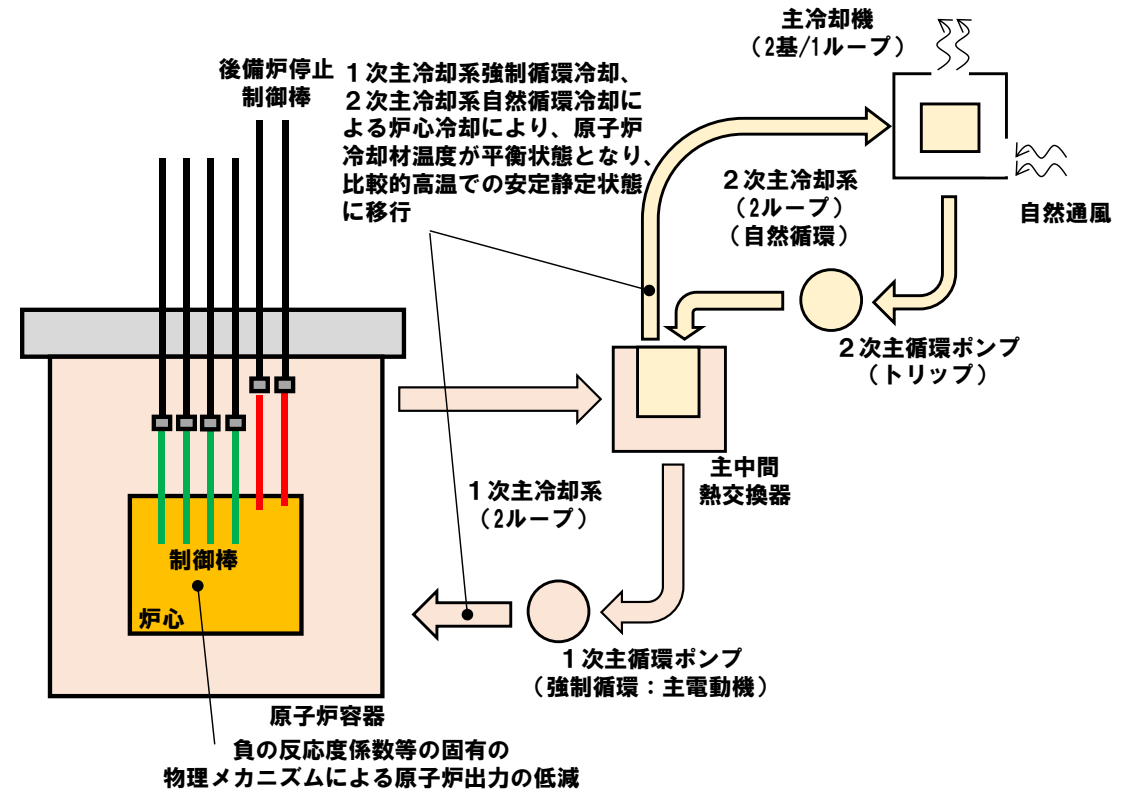 主冷却機
（2基/1ループ）
後備炉停止
制御棒
１次主冷却系強制循環冷却、
２次主冷却系自然循環冷却に
よる炉心冷却により、原子炉
冷却材温度が平衡状態となり、
比較的高温での安定静定状態
に移行
２次主冷却系
（2ループ）
（自然循環）
自然通風
２次主循環ポンプ
（トリップ）
主中間
熱交換器
１次主冷却系
（2ループ）
制御棒
炉心
１次主循環ポンプ
（強制循環：主電動機）
原子炉容器
負の反応度係数等の固有の
物理メカニズムによる原子炉出力の低減